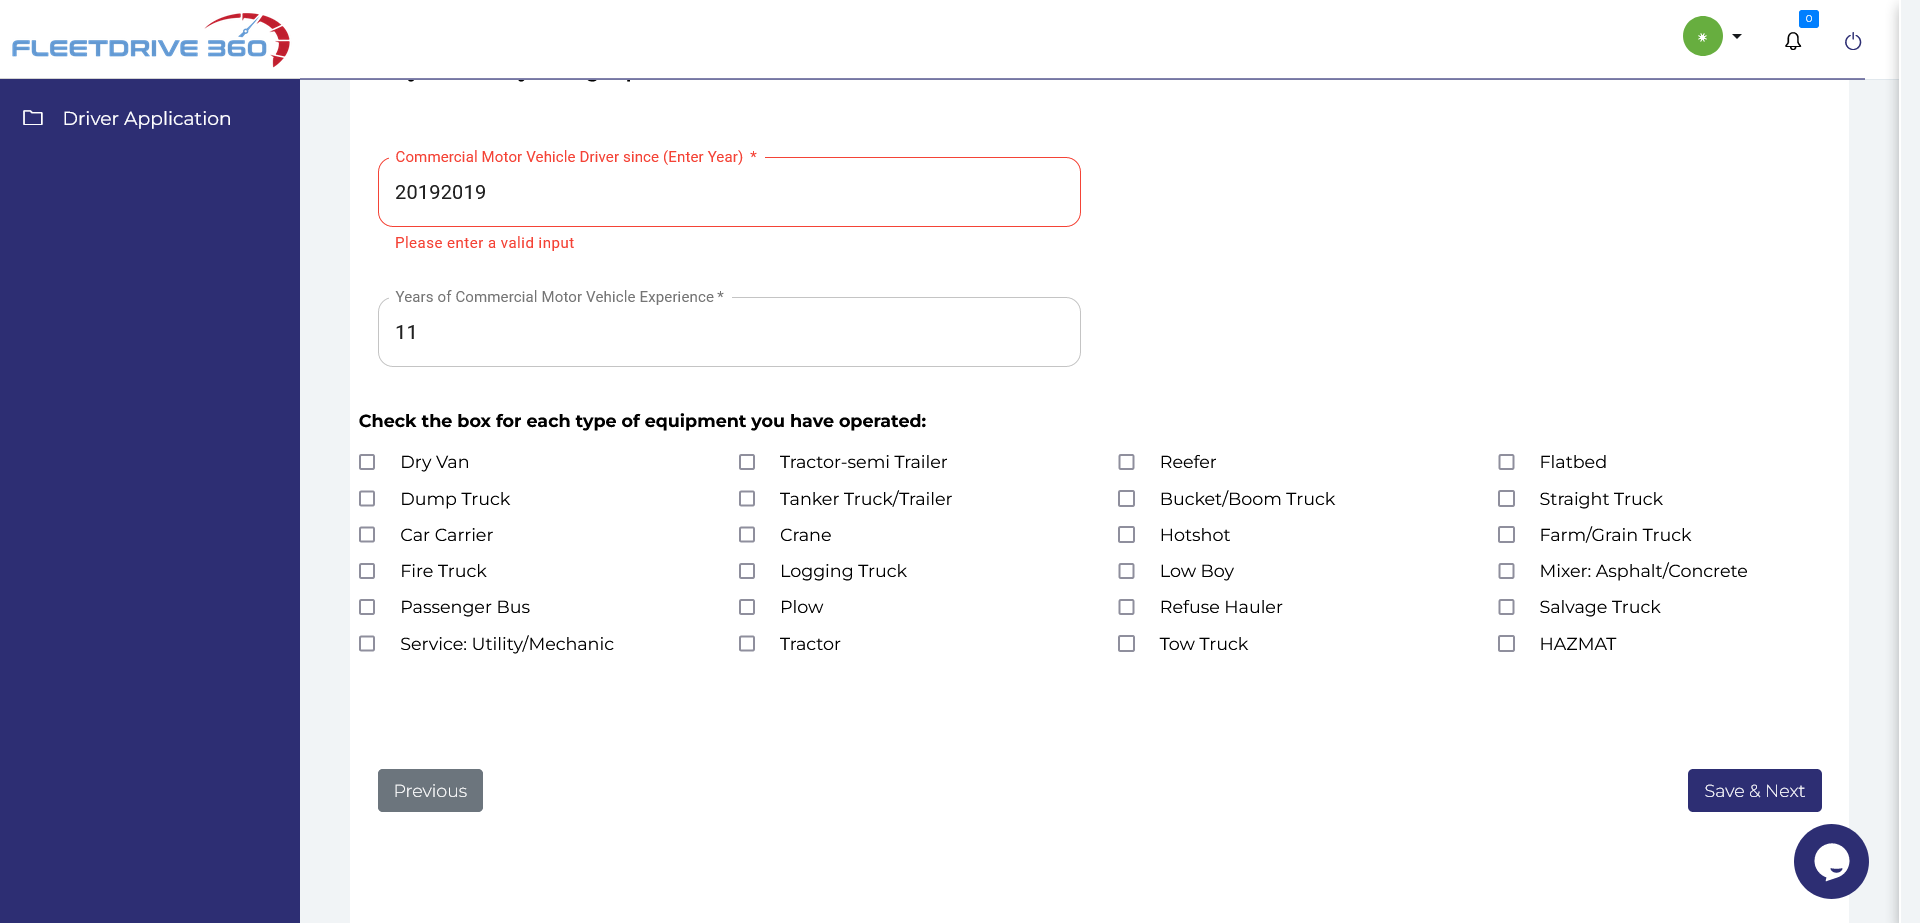 FLEETDRIVE 360
0
Driver Application
Commercial Motor Vehicle Driver since (Enter Year) *
20192019
Please enter a valid input
Years of Commercial Motor Vehicle Experience *
11
Check the box for each type of equipment you have operated:
Dry Van Tractor-semi Trailer Reefer Flatbed
Dump Truck Tanker Truck/Trailer Bucket/Boom Truck Straight Truck
Car Carrier Crane Hotshot Farm/Grain Truck
Fire Truck Logging Truck Low Boy Mixer: Asphalt/Concrete
Passenger Bus Plow Refuse Hauler Salvage Truck
Service: Utility/Mechanic Tractor Tow Truck HAZMAT
Previous Save & Next